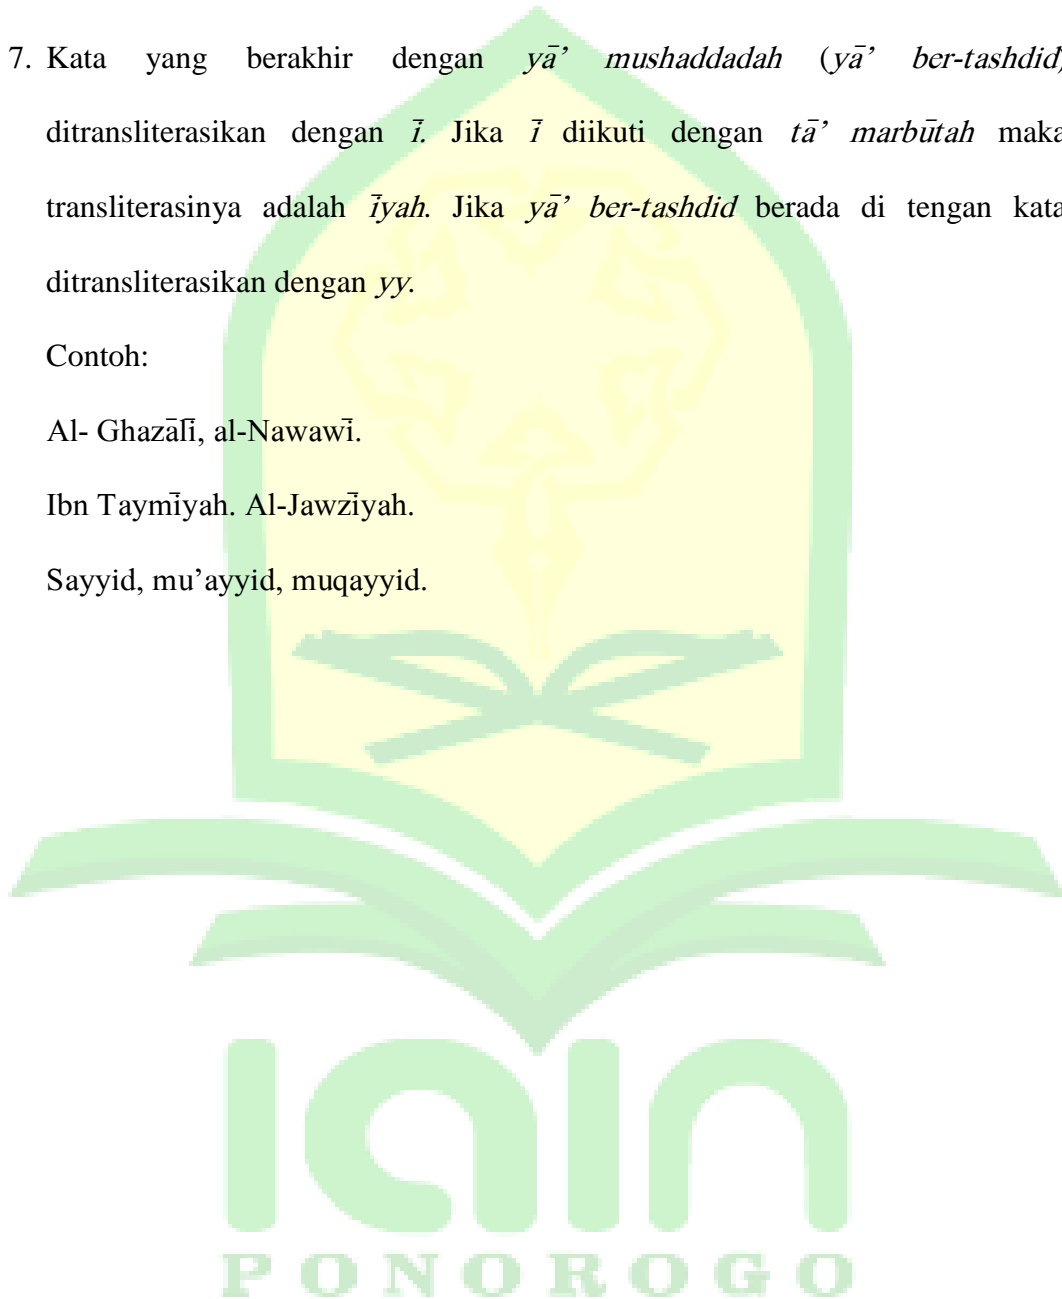 7. Kata yang berakhir dengan yā’ mushaddadah (yā’ ber-tashdid)
ditransliterasikan dengan ī. Jika ī diikuti dengan tā’ marbūtah maka
transliterasinya adalah īyah. Jika yā’ ber-tashdid berada di tengan kata
ditransliterasikan dengan yy.
Contoh:
Al- Ghazālī, al-Nawawī.
Ibn Taymīyah. Al-Jawzīyah.
Sayyid, mu’ayyid, muqayyid.
iain
PONOROGO